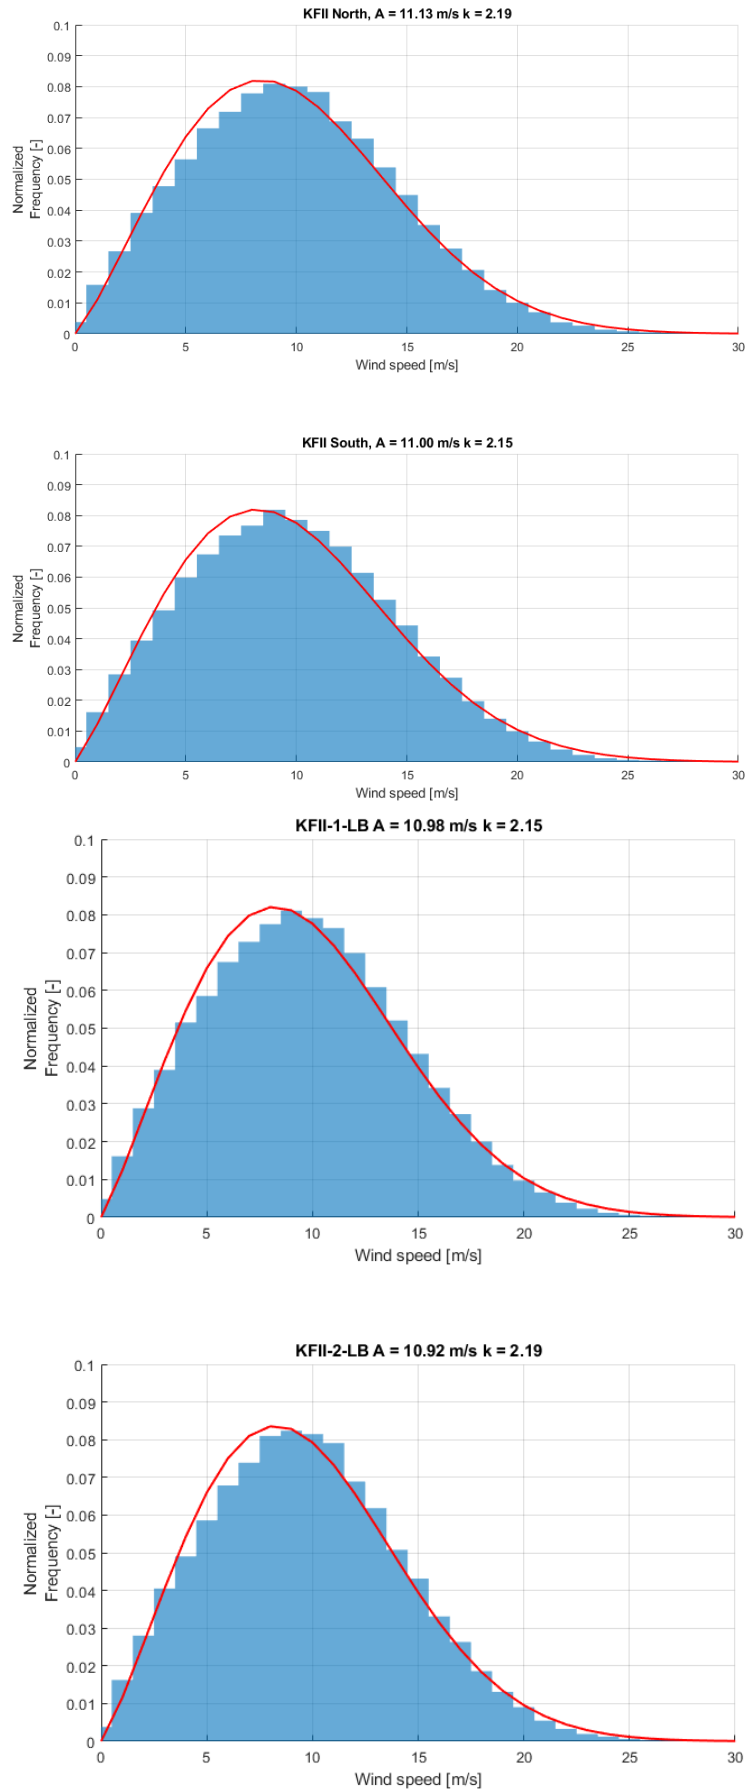 KFII North, A = 11.13 m/s k = 2.19
0.1
0.09
0.08
0.07
0.06
0.05
0.04
0.03
0.02
0.01
0
Normalized
Frequency [-]
0 5 10 15 20 25 30
Wind speed [m/s]
KFII South, A = 11.00 m/s k = 2.15
0.1
0.09
0.08
0.07
0.06
0.05
0.04
0.03
0.02
0.01
0
Normalized
Frequency [-]
0 5 10 15 20 25 30
Wind speed [m/s]
KFII-1-LB A = 10.98 m/s k = 2.15
0.1
0.09
0.08
0.07
0.06
0.05
0.04
0.03
0.02
0.01
0
Normalized
Frequency [-]
0 5 10 15 20 25 30
Wind speed [m/s]
KFII-2-LB A = 10.92 m/s k = 2.19
0.1
0.09
0.08
0.07
0.06
0.05
0.04
0.03
0.02
0.01
0
Normalized
Frequency [-]
0 5 10 15 20 25 30
Wind speed [m/s]